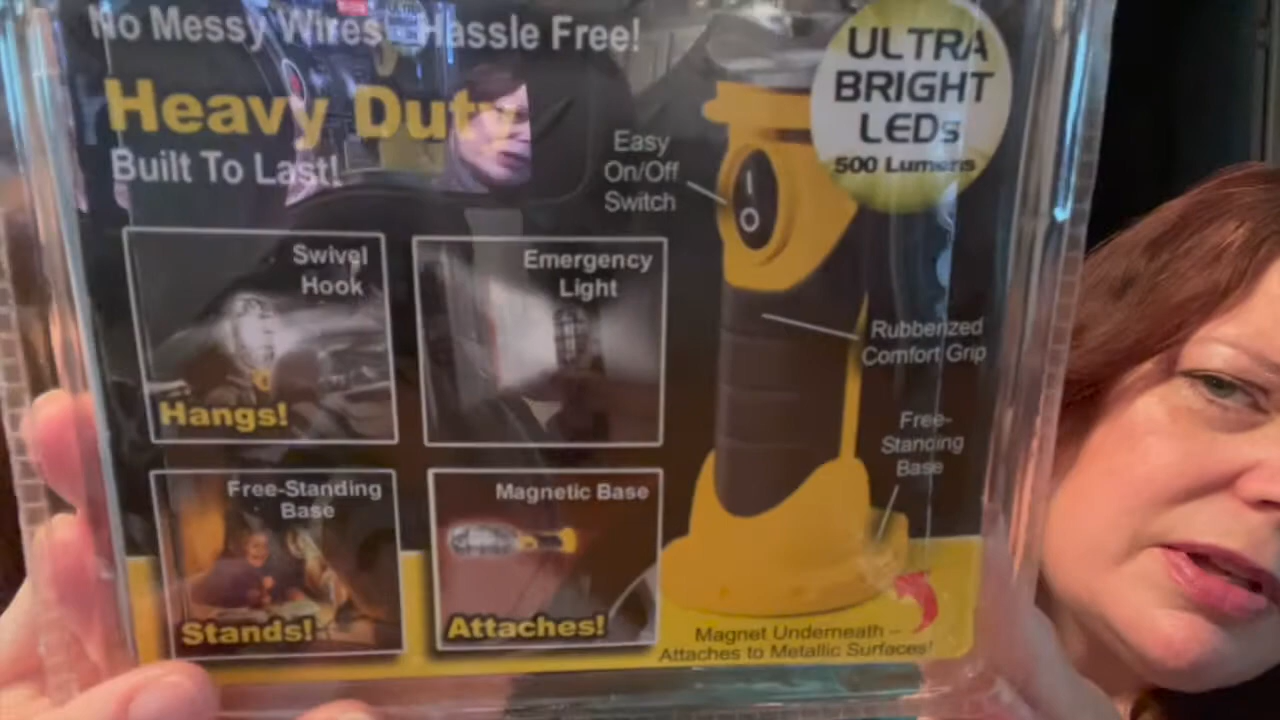 No Messy Wires - Hassle Free!
Heavy Duty
Built To Last!
ULTRA
BRIGHT
LEDs
500 Lumens
Easy
On/Off
Switch
Swivel
Hook
Hangs!
Emergency
Light
Rubberized
Comfort Grip
Free-
Standing
Base
Free-Standing
Base
Stands!
Magnetic Base
Attaches!
Magnet Underneath –
Attaches to Metallic Surfaces!